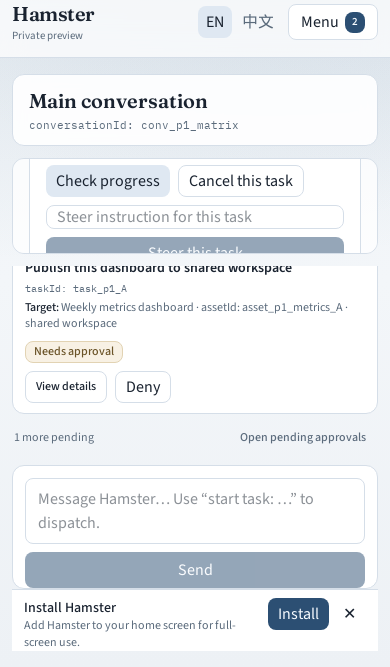 Hamster
Private preview
EN
中文
Menu 2
Main conversation
conversationId: conv_p1_matrix
Check progress
Cancel this task
Steer instruction for this task
Steer this task
Publish this dashboard to shared workspace
taskId: task_p1_A
Target: Weekly metrics dashboard · assetId: asset_p1_metrics_A ·
shared workspace
Needs approval
View details
Deny
1 more pending
Open pending approvals
Message Hamster… Use “start task: …” to
dispatch.
Send
Install Hamster
Add Hamster to your home screen for full-
screen use.
Install
✕